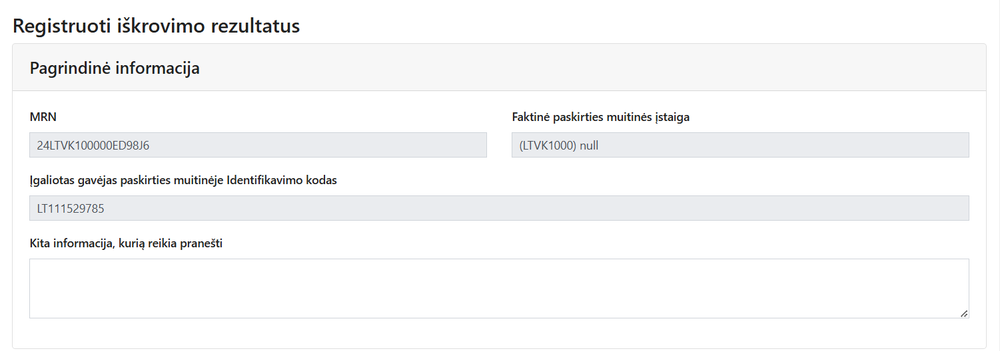 Registruoti iškrovimo rezultatus
Pagrindinė informacija
MRN
24LTVK100000ED98J6
Faktinė paskirties muitinės įstaiga
(LTVK1000) null
Įgaliotas gavėjas paskirties muitinėje Identifikavimo kodas
LT111529785
Kita informacija, kurią reikia pranešti